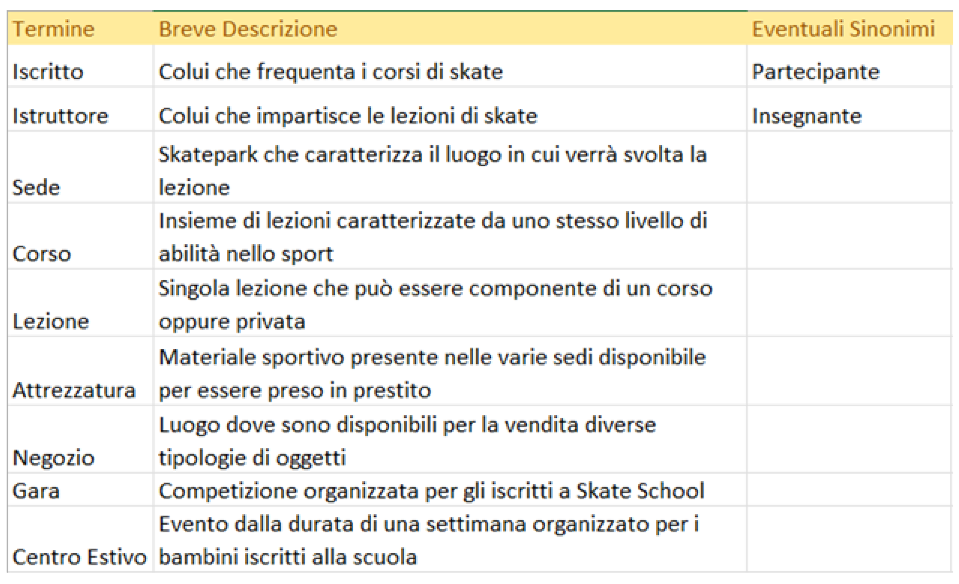 Termine Breve Descrizione Eventuali Sinonimi
Iscritto Colui che frequenta i corsi di skate Partecipante
Istruttore Colui che impartisce le lezioni di skate Insegnante
Skatepark che caratterizza il luogo in cui verrà svolta la
Sede lezione
Insieme di lezioni caratterizzate da uno stesso livello di
Corso abilità nello sport
Singola lezione che può essere componente di un corso
Lezione oppure privata
Materiale sportivo presente nelle varie sedi disponibile
Attrezzatura per essere preso in prestito
Luogo dove sono disponibili per la vendita diverse
Negozio tipologie di oggetti
Gara Competizione organizzata per gli iscritti a Skate School
Evento dalla durata di una settimana organizzato per i
Centro Estivo bambini iscritti alla scuola